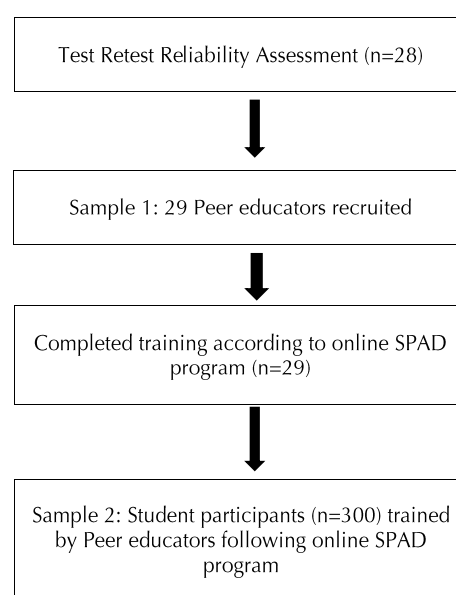 Test Retest Reliability Assessment (n=28)
Sample 1: 29 Peer educators recruited
Completed training according to online SPAD
program (n=29)
Sample 2: Student participants (n=300) trained
by Peer educators following online SPAD
program